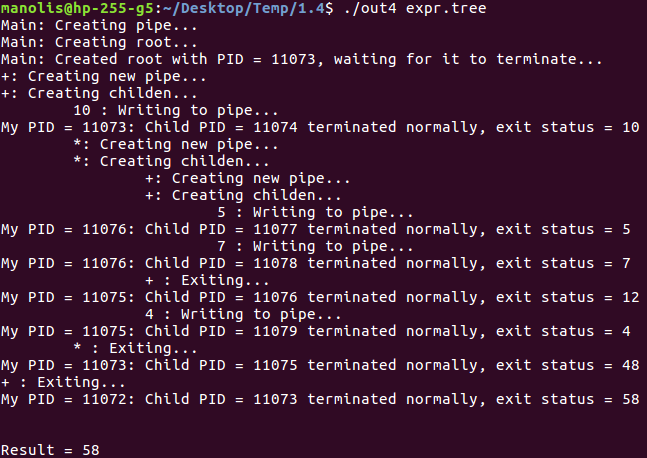 manolis@hp-255-g5:~/Desktop/Temp/1.4$ ./out4 expr.tree
Main: Creating pipe...
Main: Creating root...
Main: Created root with PID = 11073, waiting for it to terminate...
+: Creating new pipe...
+: Creating childen...
10 : Writing to pipe...
My PID = 11073: Child PID = 11074 terminated normally, exit status = 10
*: Creating new pipe...
*: Creating childen...
+: Creating new pipe...
+: Creating childen...
5 : Writing to pipe...
My PID = 11076: Child PID = 11077 terminated normally, exit status = 5
7 : Writing to pipe...
My PID = 11076: Child PID = 11078 terminated normally, exit status = 7
+ : Exiting...
My PID = 11075: Child PID = 11076 terminated normally, exit status = 12
4 : Writing to pipe...
My PID = 11075: Child PID = 11079 terminated normally, exit status = 4
* : Exiting...
My PID = 11073: Child PID = 11075 terminated normally, exit status = 48
+ : Exiting...
My PID = 11072: Child PID = 11073 terminated normally, exit status = 58
Result = 58